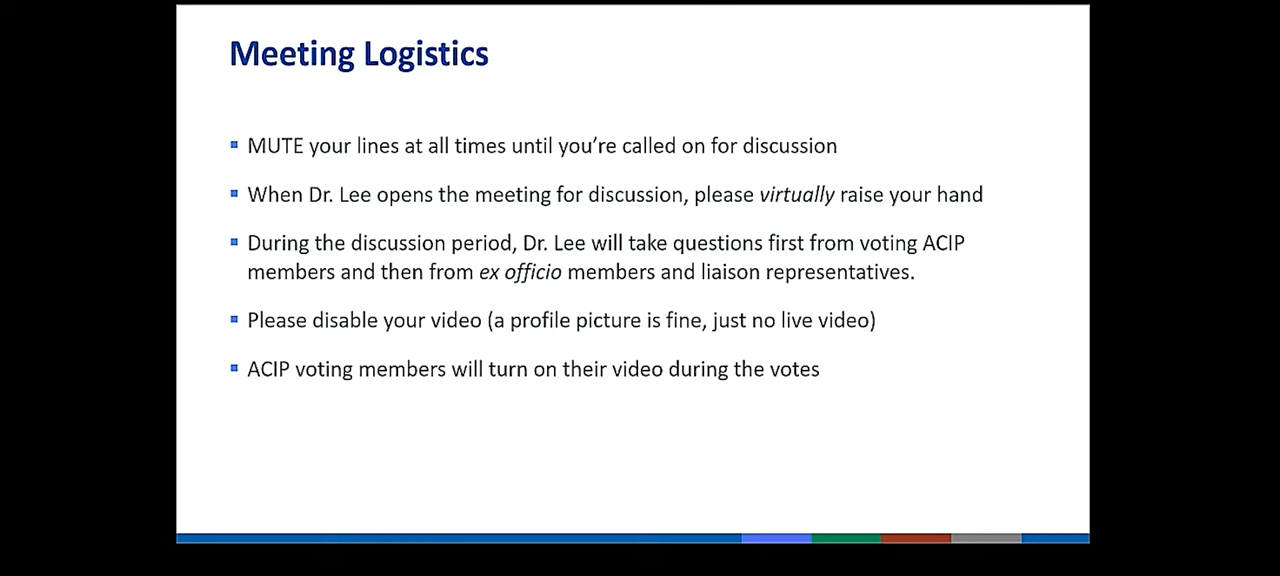 Meeting Logistics
MUTE your lines at all times until you’re called on for discussion
When Dr. Lee opens the meeting for discussion, please virtually raise your hand
During the discussion period, Dr. Lee will take questions first from voting ACIP
members and then from ex officio members and liaison representatives.
Please disable your video (a profile picture is fine, just no live video)
ACIP voting members will turn on their video during the votes